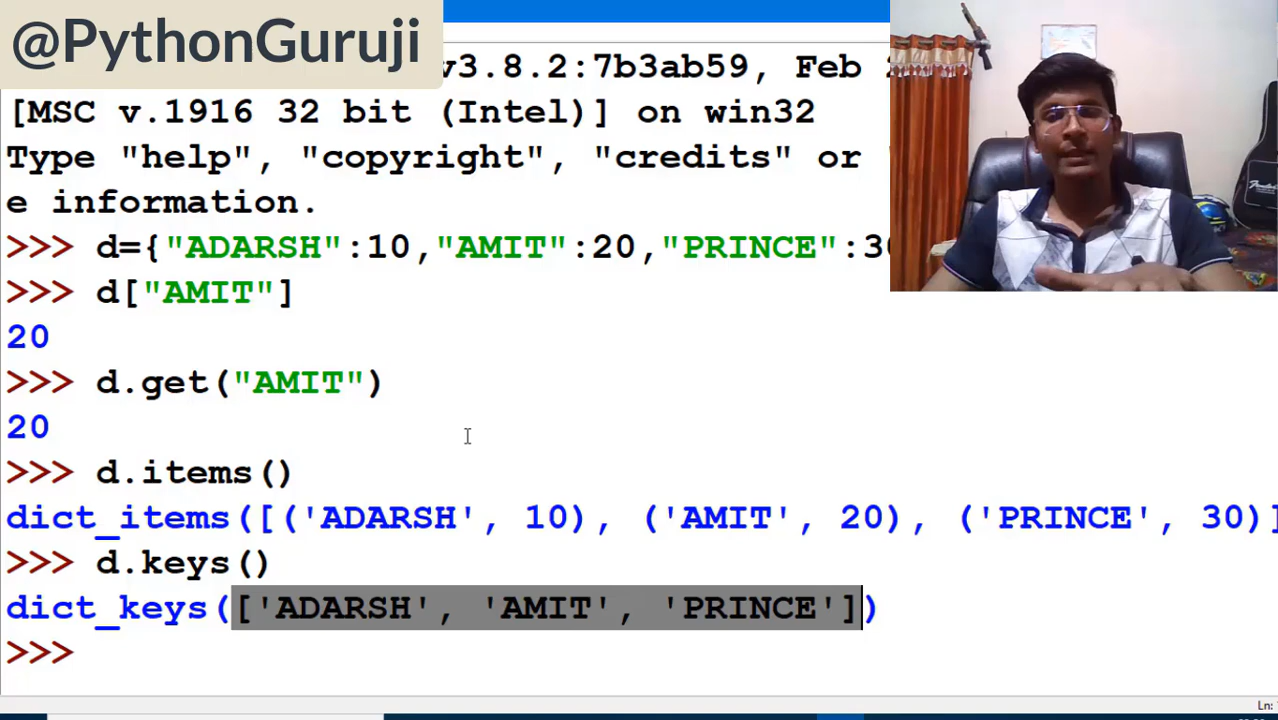 @PythonGuruji
v3.8.2:7b3ab59, Feb
[MSC v.1916 32 bit (Intel)] on win32
Type "help", "copyright", "credits" or
e information.
>>> d={"ADARSH":10,"AMIT":20,"PRINCE":30
>>> d["AMIT"]
20
>>> d.get("AMIT")
20
>>> d.items()
dict_items([('ADARSH', 10), ('AMIT', 20), ('PRINCE', 30)]
>>> d.keys()
dict_keys(['ADARSH', 'AMIT', 'PRINCE'])
>>>
Ln: